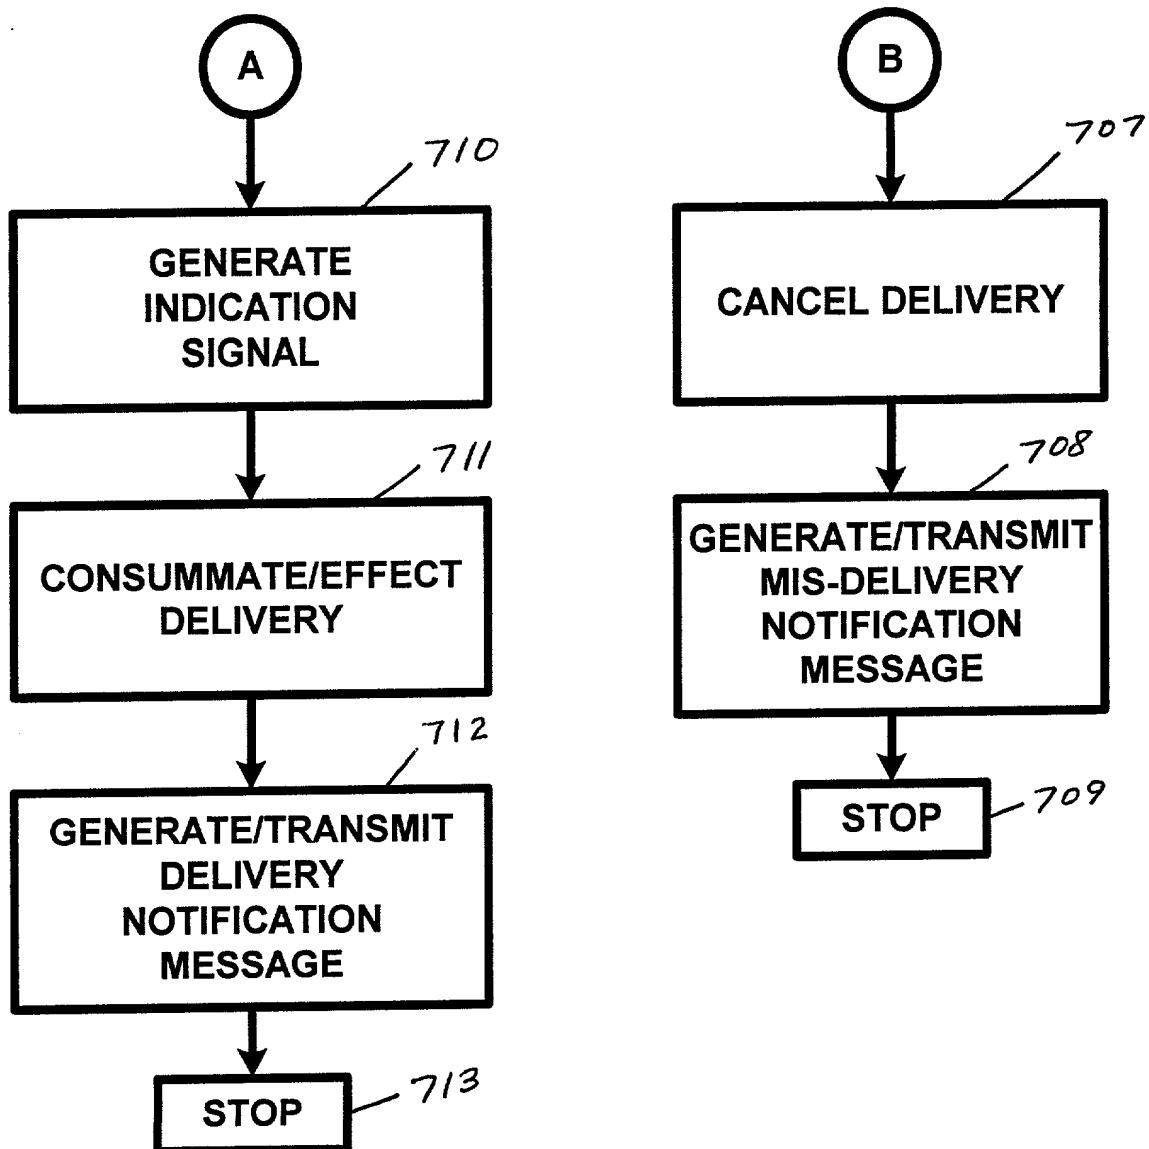 A
710
GENERATE
INDICATION
SIGNAL
711
CONSUMMATE/EFFECT
DELIVERY
712
GENERATE/TRANSMIT
DELIVERY
NOTIFICATION
MESSAGE
STOP
713
B
707
CANCEL DELIVERY
708
GENERATE/TRANSMIT
MIS-DELIVERY
NOTIFICATION
MESSAGE
STOP
709